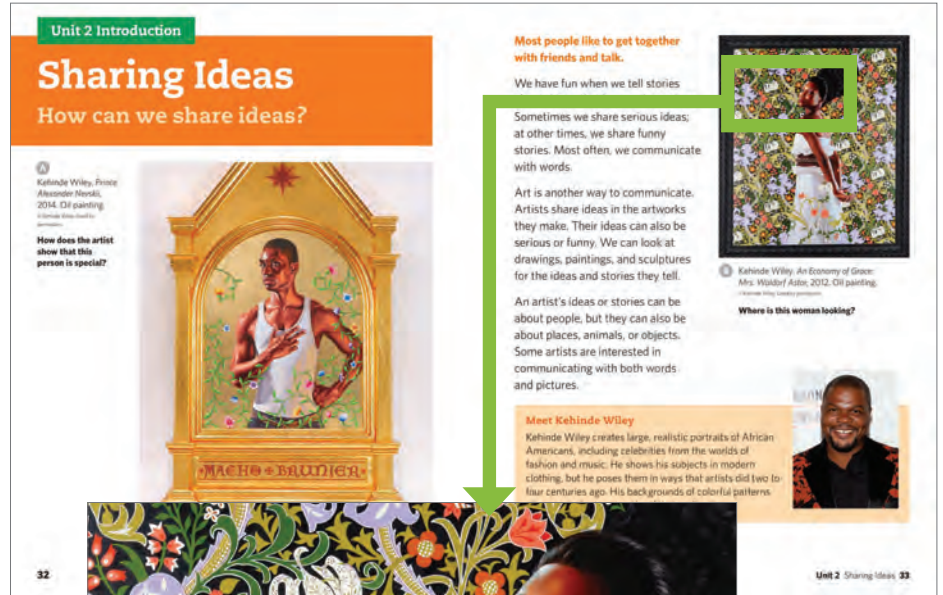 Unit 2 Introduction
Sharing Ideas
How can we share ideas?
A
Kehinde Wiley, Prince
Alexander Nevskii,
2014. Oil painting.
How does the artist
show that this
person is special?
MACHO BRUNIER
32
Most people like to get together
with friends and talk.
We have fun when we tell stories
Sometimes we share serious ideas;
at other times, we share funny
stories. Most often, we communicate
with words.
Art is another way to communicate.
Artists share ideas in the artworks
they make. Their ideas can also be
serious or funny. We can look at
drawings, paintings, and sculptures
for the ideas and stories they tell.
An artist's ideas or stories can be
about people, but they can also be
about places, animals, or objects.
Some artists are interested in
communicating with both words
and pictures.
B
Kehinde Wiley, An Economy of Grace:
Mrs. Waldorf Astor, 2012. Oil painting.
Where is this woman looking?
Meet Kehinde Wiley
Kehinde Wiley creates large, realistic portraits of African
Americans, including celebrities from the worlds of
fashion and music. He shows his subjects in modern
clothing, but he poses them in ways that artists did two to
four centuries ago. His backgrounds of colorful patterns
Unit 2 Sharing Ideas 33